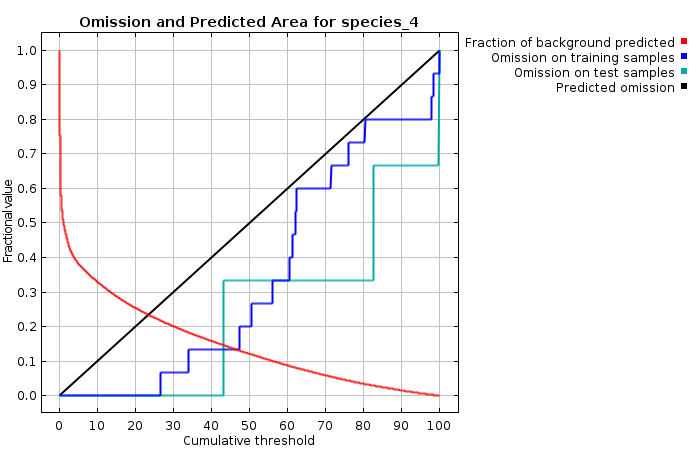 Omission and Predicted Area for species_4
Fraction of background predicted
Omission on training samples
Omission on test samples
Predicted omission
Fractional value
1.0
0.9
0.8
0.7
0.6
0.5
0.4
0.3
0.2
0.1
0.0
0 10 20 30 40 50 60 70 80 90 100
Cumulative threshold